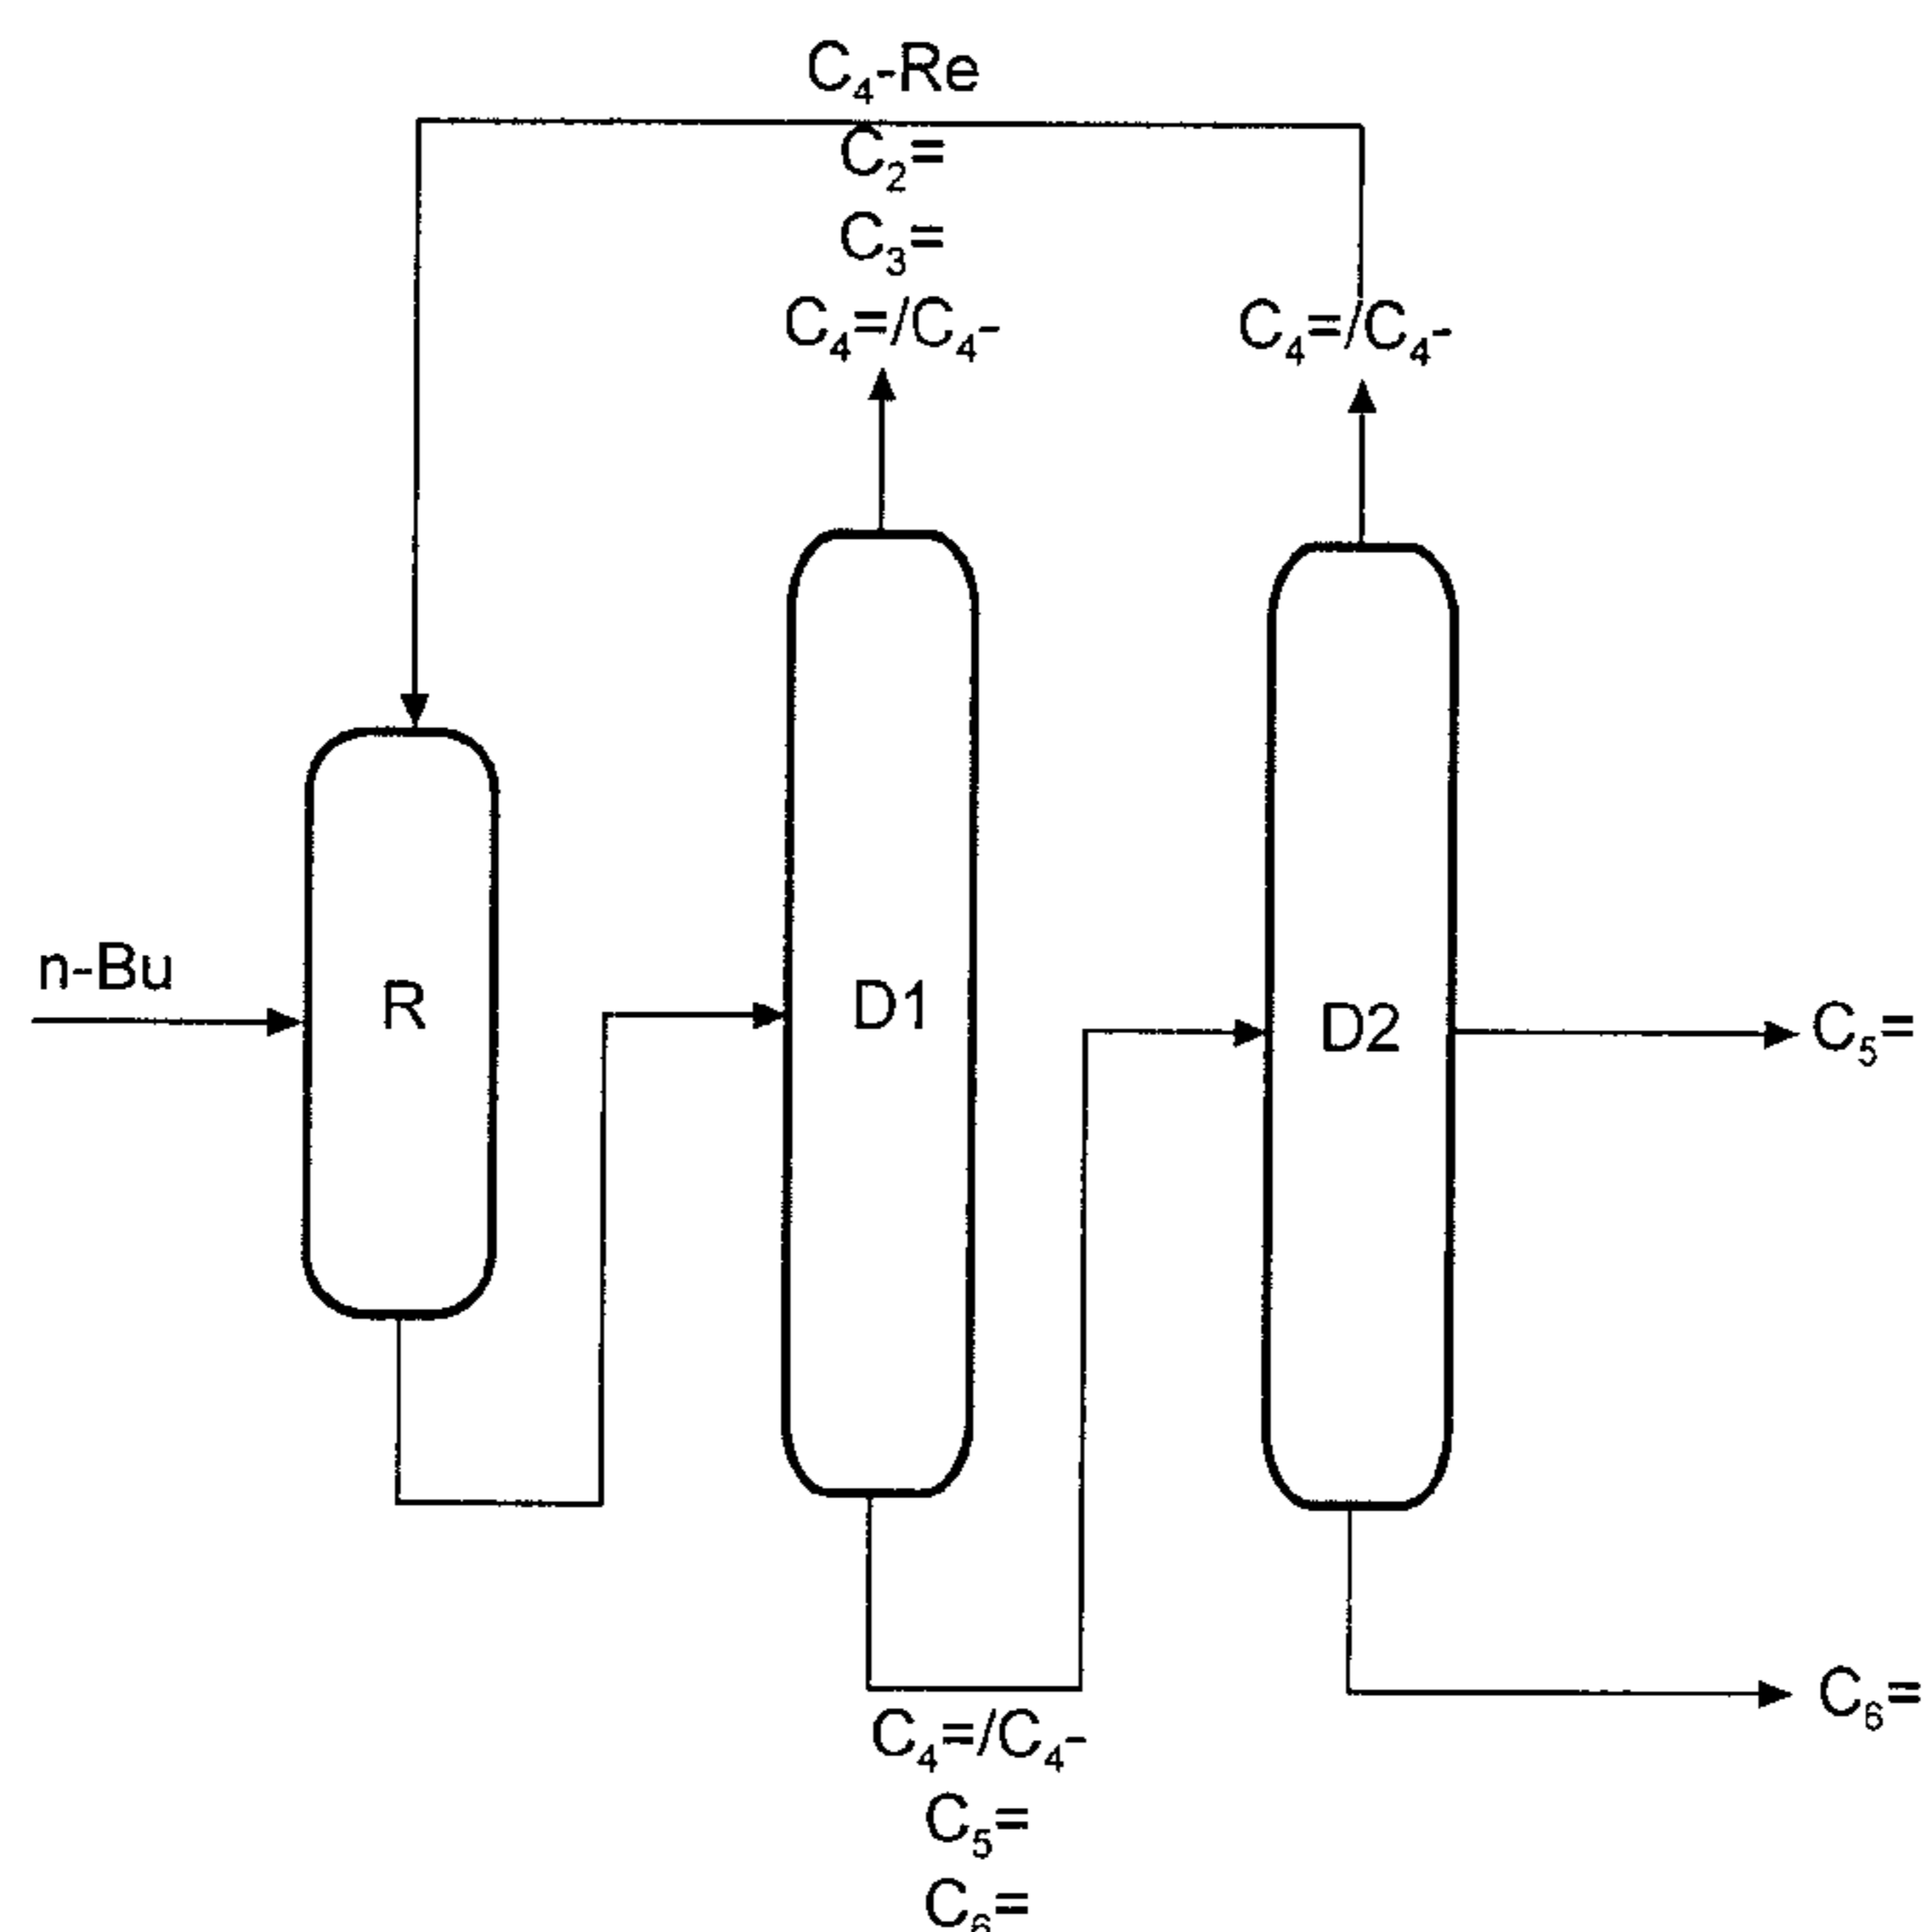 C₄-Re
C₂=
C₃=
C₄=/C₄-
C₄=/C₄-
n-Bu
R
D1
D2
C₅=
C₆=
C₄=/C₄-
C₅=
C₆=